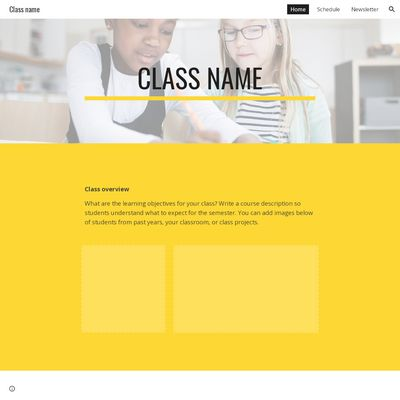 Class name
Home Schedule Newsletter
CLASS NAME
Class overview
What are the learning objectives for your class? Write a course description so
students understand what to expect for the semester. You can add images below
of students from past years, your classroom, or class projects.